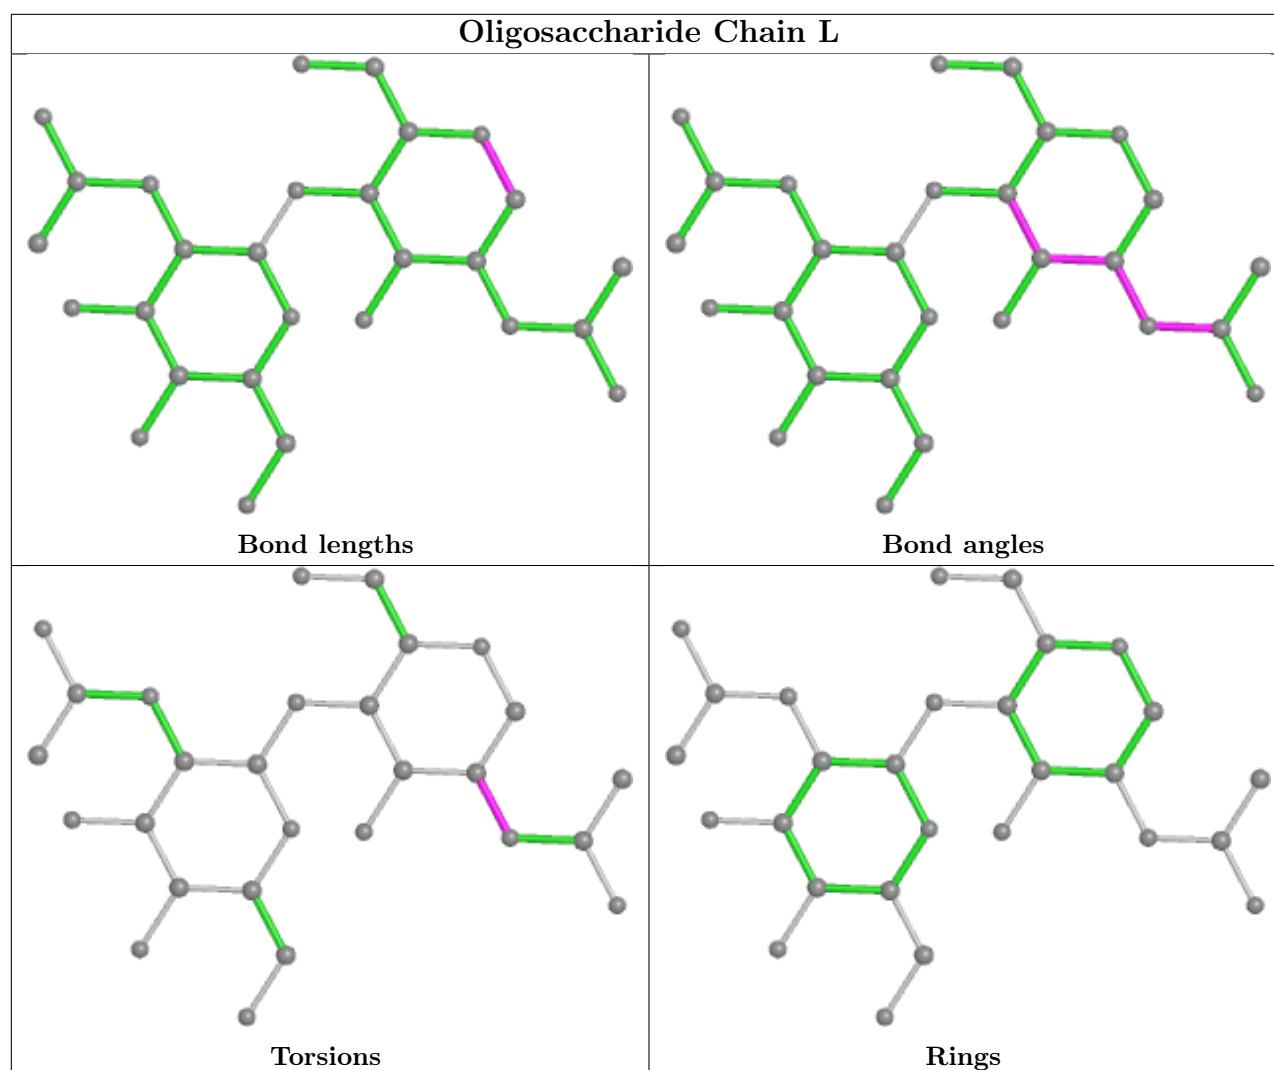 Oligosaccharide Chain L
Bond lengths
Bond angles
Torsions
Rings